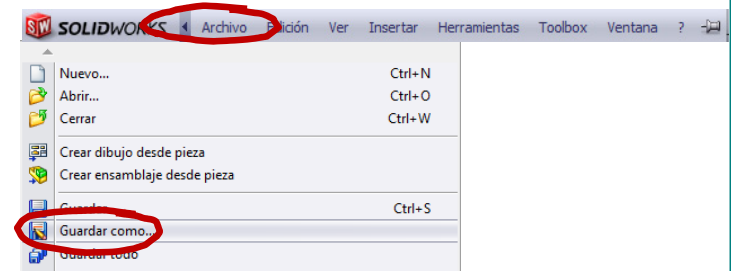 SOLIDWORKS Archivo Edición Ver Insertar Herramientas Toolbox Ventana ?
Nuevo... Ctrl+N
Abrir... Ctrl+O
Cerrar Ctrl+W
Crear dibujo desde pieza
Crear ensamblaje desde pieza
Guardar Ctrl+S
Guardar como...
Guardar todo